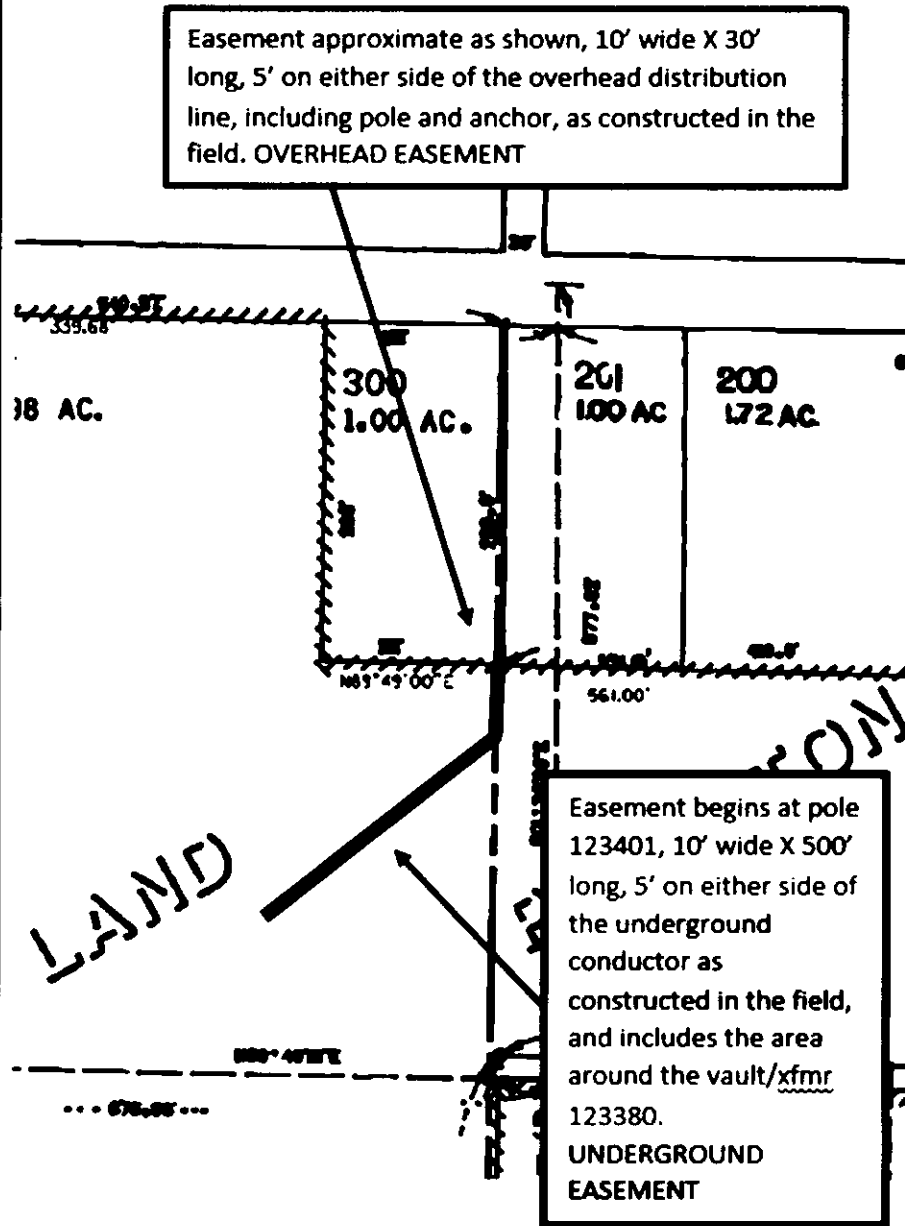 Easement approximate as shown, 10' wide X 30'
long, 5' on either side of the overhead distribution
line, including pole and anchor, as constructed in the
field. OVERHEAD EASEMENT
339.68'
300
1.00 AC.
201
1.00 AC
200
1.72 AC.
98 AC.
677.82
N89°49'00"E
561.00'
LAND
Easement begins at pole
123401, 10' wide X 500'
long, 5' on either side of
the underground
conductor as
constructed in the field,
and includes the area
around the vault/xfmr
123380.
UNDERGROUND
EASEMENT